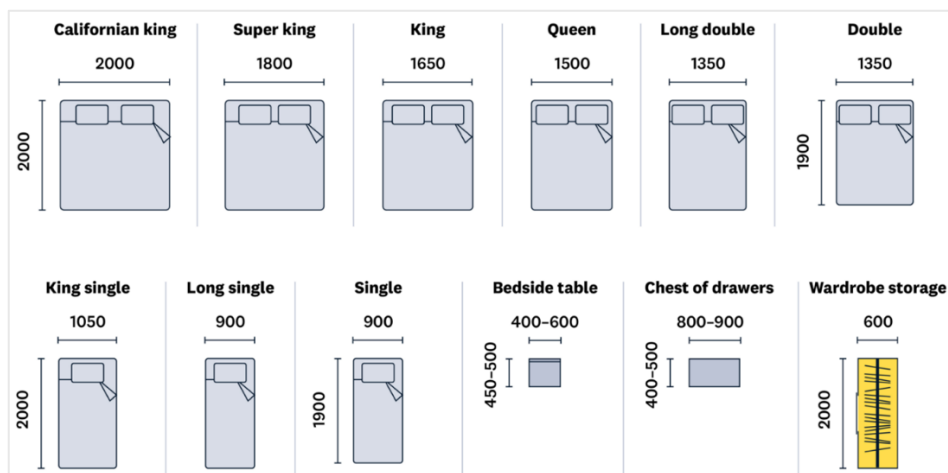 Californian king
Super king
King
Queen
Long double
Double
2000
1800
1650
1500
1350
1350
2000
1900
King single
Long single
Single
Bedside table
Chest of drawers
Wardrobe storage
1050
900
900
400–600
800–900
600
2000
1900
450–500
400–500
2000